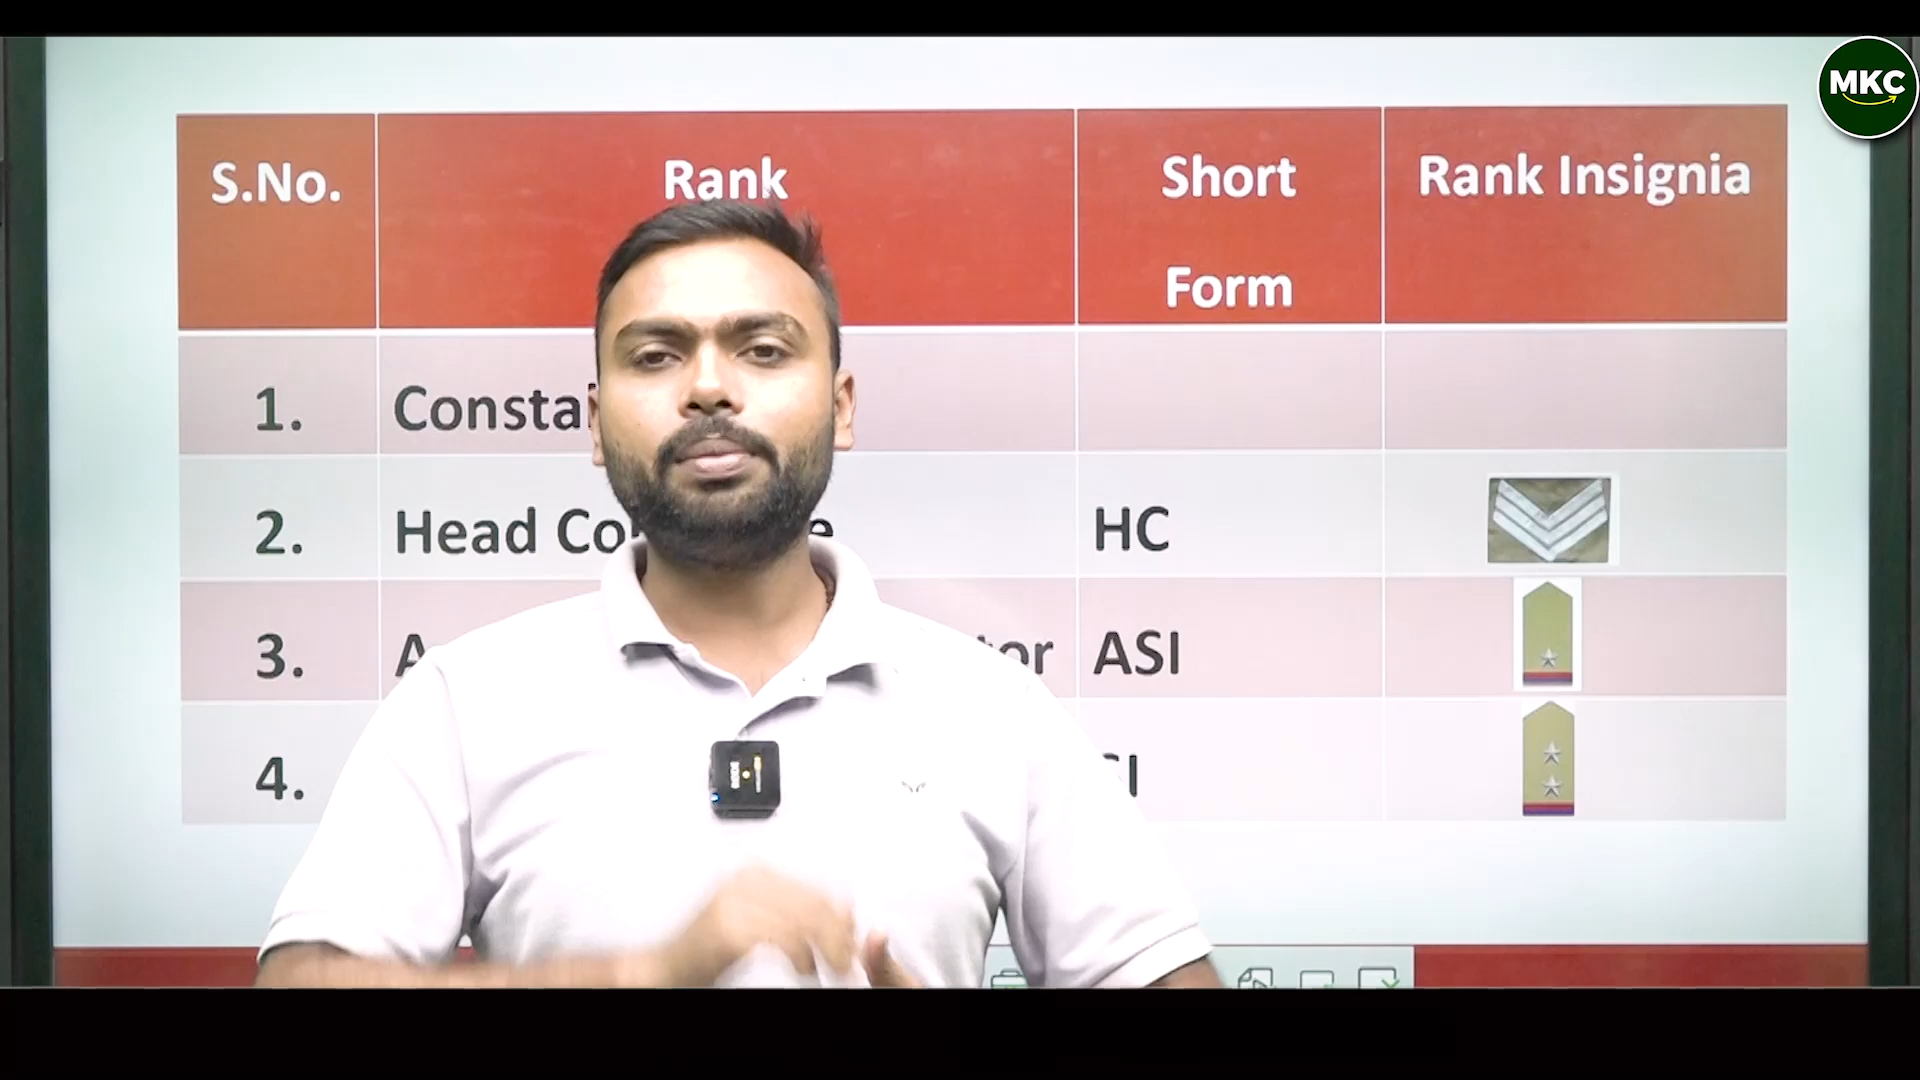 MKC
S.No. Rank Short Form Rank Insignia
1.
2. Head HC
3. ASI
4.